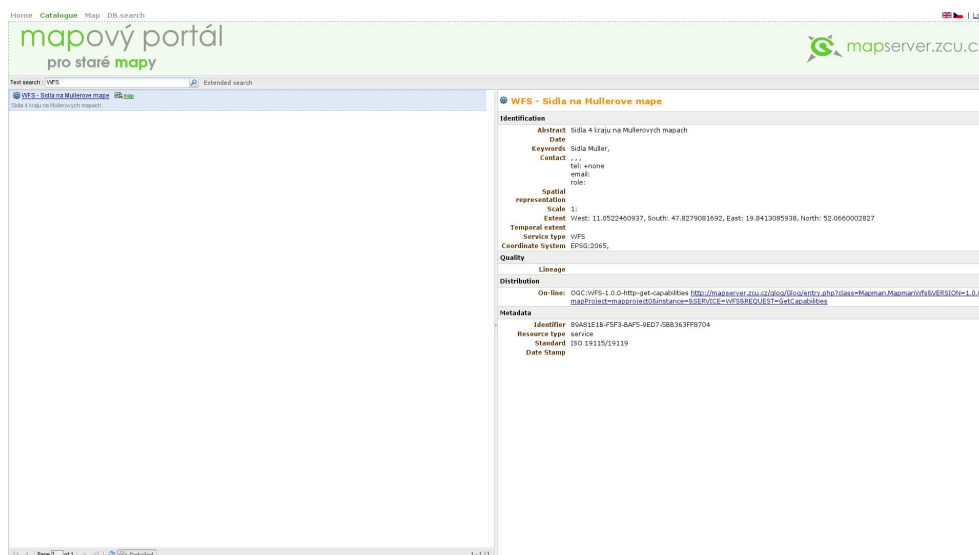 Home Catalogue Map DB search
mapový portál
pro staré mapy
mapserver.zcu.c
Text search: WFS Extended search
WFS - Sidla na Mullerove mape map
Sidla 4 kraju na Mullerovych mapach
WFS - Sidla na Mullerove mape
Identification
Abstract Sidla 4 kraju na Mullerovych mapach
Date
Keywords Sidla Muller,
Contact , , ,
tel: +none
email:
role:
Spatial
representation
Scale 1:
Extent West: 11.0522460937, South: 47.8279081692, East: 19.8413085938, North: 52.0660002827
Temporal extent
Service type WFS
Coordinate System EPSG:2065,
Quality
Lineage
Distribution
On-line: OGC:WFS-1.0.0-http-get-capabilities http://mapserver.zcu.cz/glog/Glog/entry.php?class=Mapman.MapmanWfs&VERSION=1.0.
mapProject=mapproject0&instance=&SERVICE=WFS&REQUEST=GetCapabilities
Metadata
Identifier 89A81E1B-F5F3-8AF5-9ED7-5BB363FF8704
Resource type service
Standard ISO 19115/19119
Date Stamp
Page 1 of 1 Detailed 1 - 1 / 1